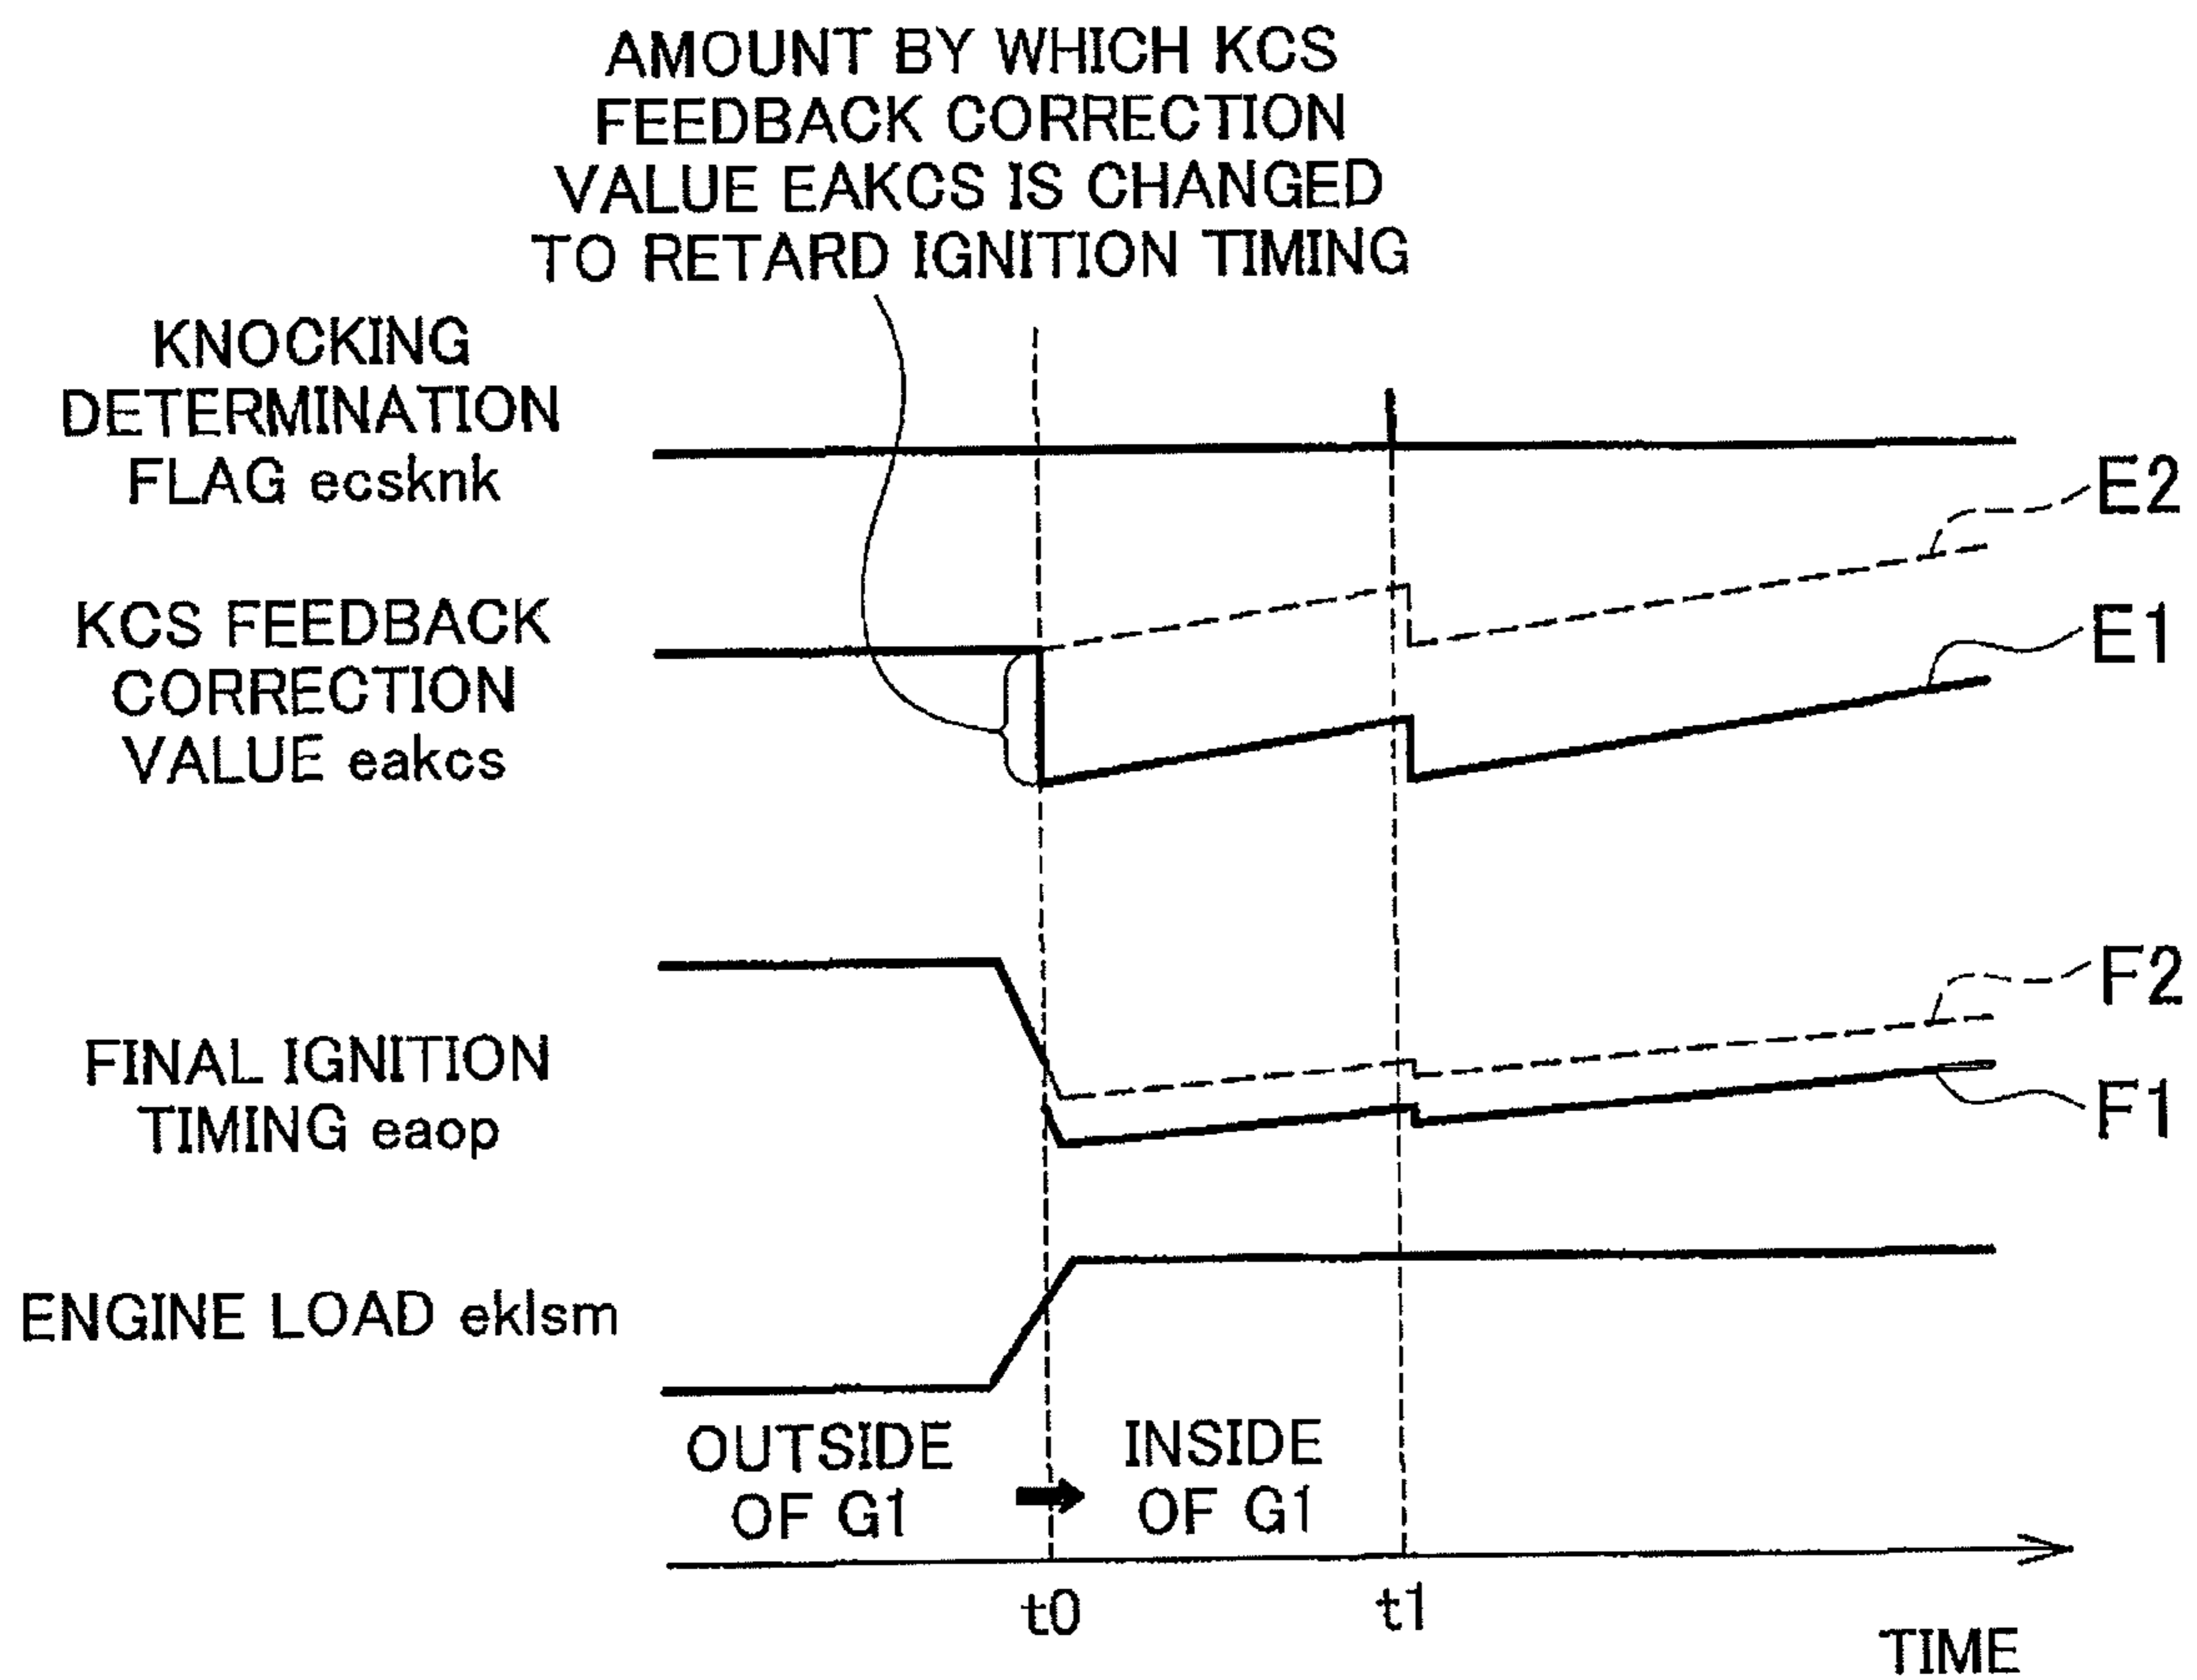 AMOUNT BY WHICH KCS
FEEDBACK CORRECTION
VALUE EAKCS IS CHANGED
TO RETARD IGNITION TIMING
KNOCKING
DETERMINATION
FLAG ecsknk
E2
KCS FEEDBACK
CORRECTION
VALUE eakcs
E1
F2
FINAL IGNITION
TIMING eaop
F1
ENGINE LOAD eklsm
OUTSIDE
OF G1
INSIDE
OF G1
t0
t1
TIME